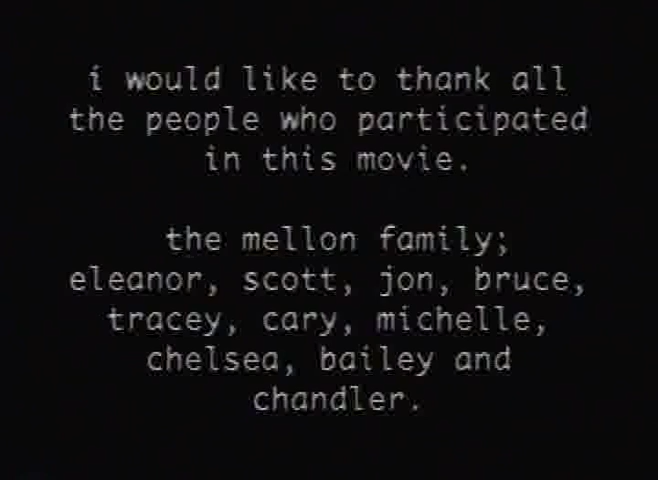 i would like to thank all
the people who participated
in this movie.
the mellon family;
eleanor, scott, jon, bruce,
tracey, cary, michelle,
chelsea, bailey and
chandler.